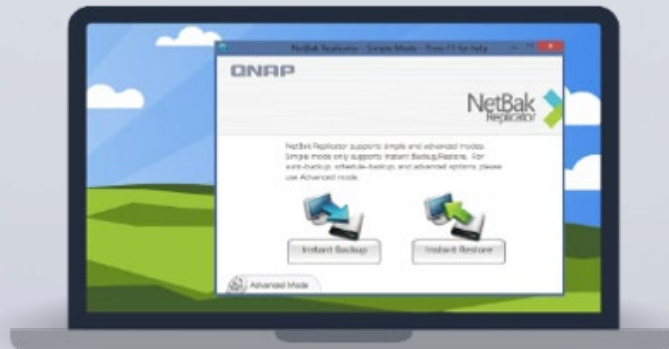 NetBak Replicator - Simple Mode - Press F1 for help
QNAP
NetBak
Replicator
NetBak Replicator supports simple and advanced modes.
Simple mode only supports Instant Backup/Restore. For
auto-backup, schedule-backup, and advanced options please
use Advanced mode.
Instant Backup
Instant Restore
Advanced Mode